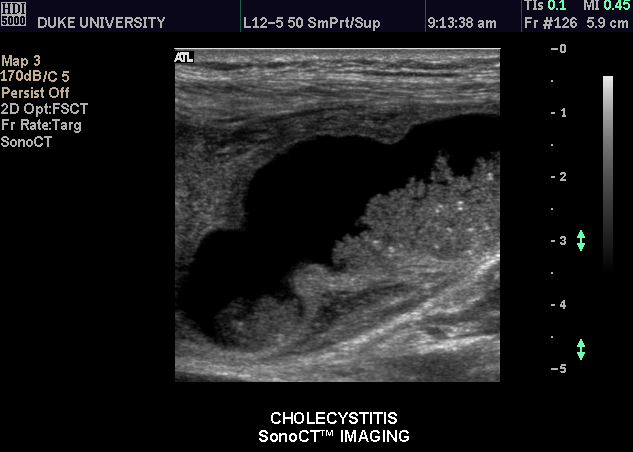 HDI 5000 DUKE UNIVERSITY L12-5 50 SmPrt/Sup 9:13:38 am TIs 0.1 MI 0.45
Fr #126 5.9 cm
Map 3
170dB/C 5
Persist Off
2D Opt:FSCT
Fr Rate:Targ
SonoCT
ATL
0
1
2
3
4
5
CHOLECYSTITIS
SonoCT™ IMAGING